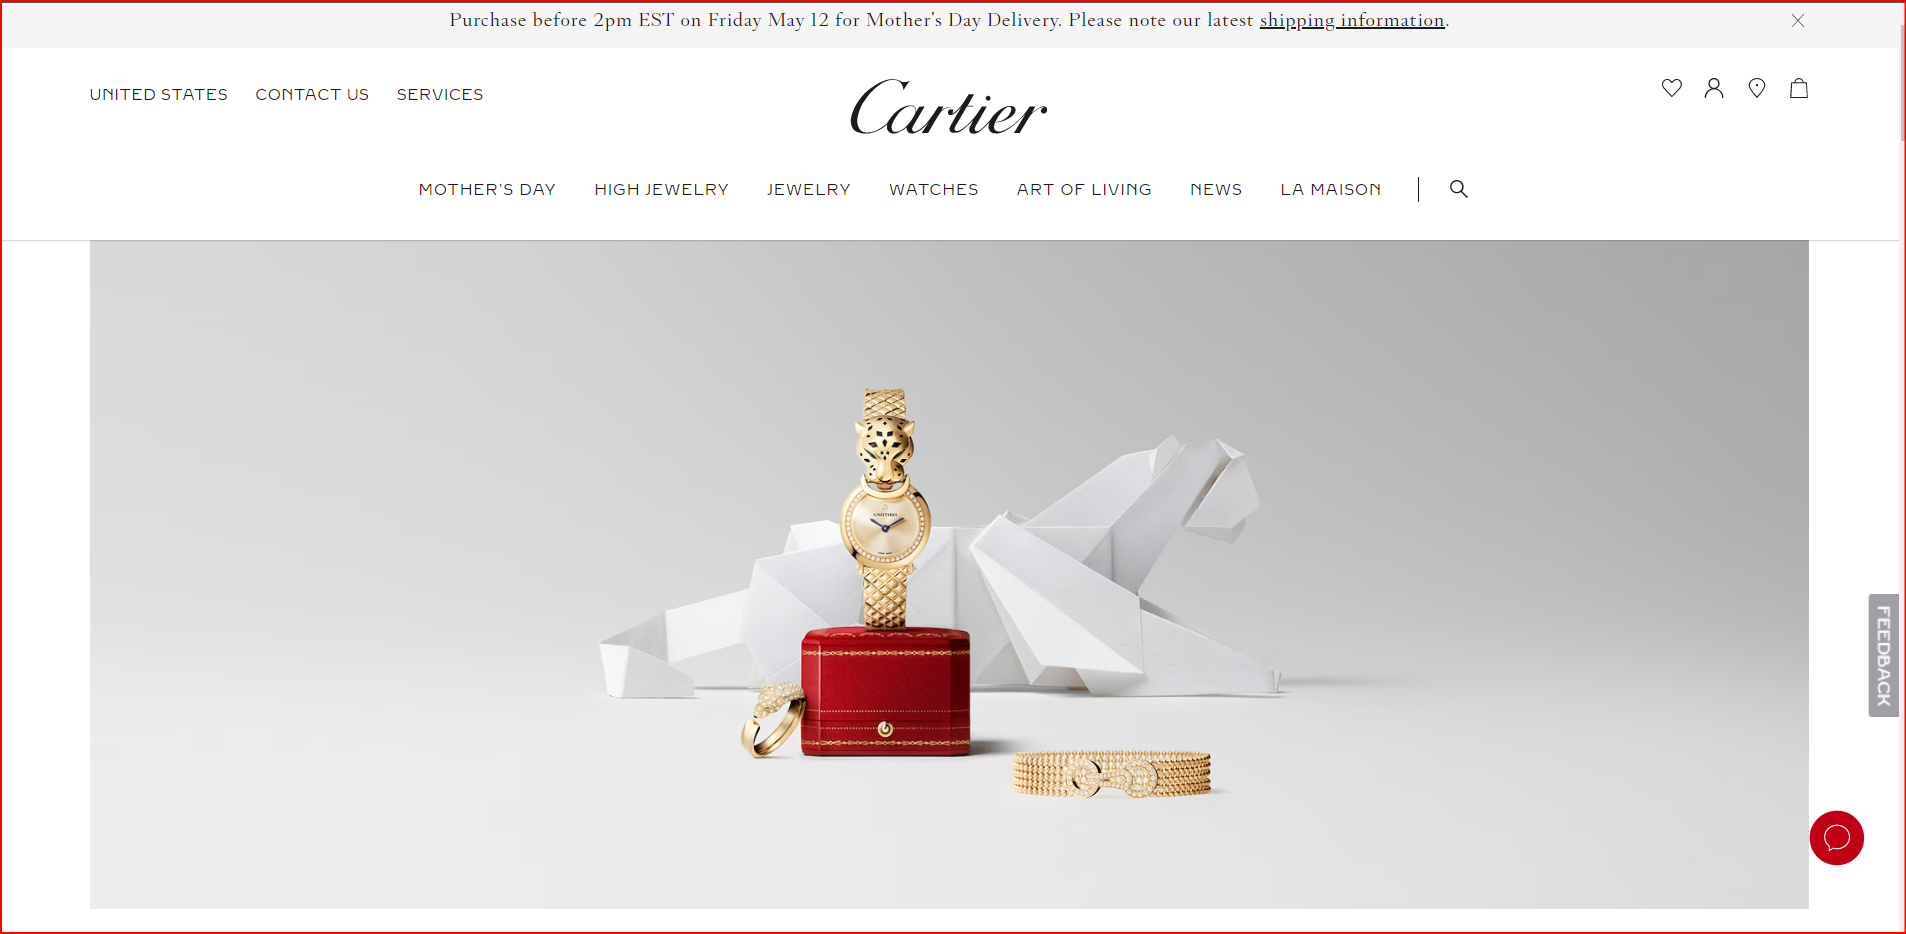 Purchase before 2pm EST on Friday May 12 for Mother's Day Delivery. Please note our latest shipping information.
UNITED STATES CONTACT US SERVICES
Cartier
MOTHER'S DAY HIGH JEWELRY JEWELRY WATCHES ART OF LIVING NEWS LA MAISON
CARTIER
FEEDBACK